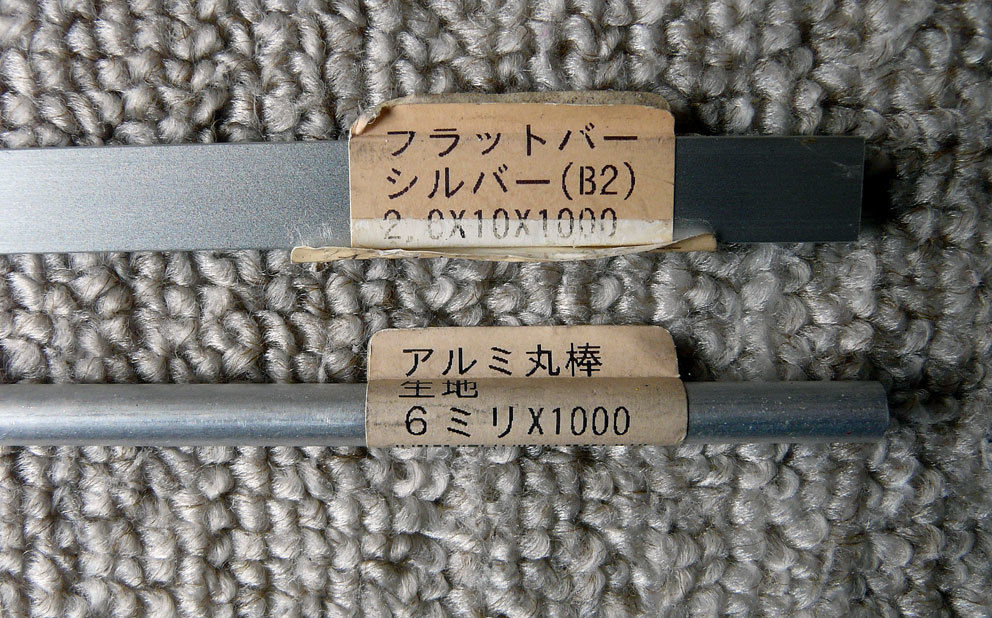 フラットバー
シルバー(B2)
2,0X10X1000
アルミ丸棒
生地
6ミリX1000